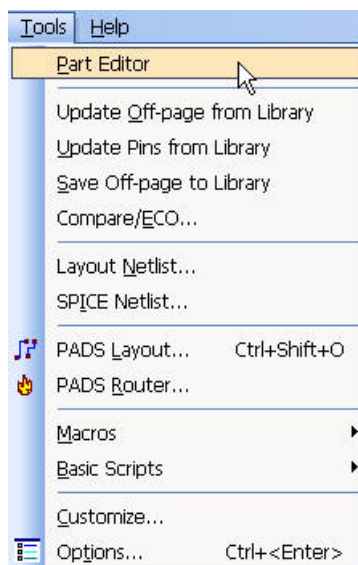 Tools Help
Part Editor
Update Off-page from Library
Update Pins from Library
Save Off-page to Library
Compare/ECO...
Layout Netlist...
SPICE Netlist...
PADS Layout... Ctrl+Shift+O
PADS Router...
Macros
Basic Scripts
Customize...
Options... Ctrl+<Enter>